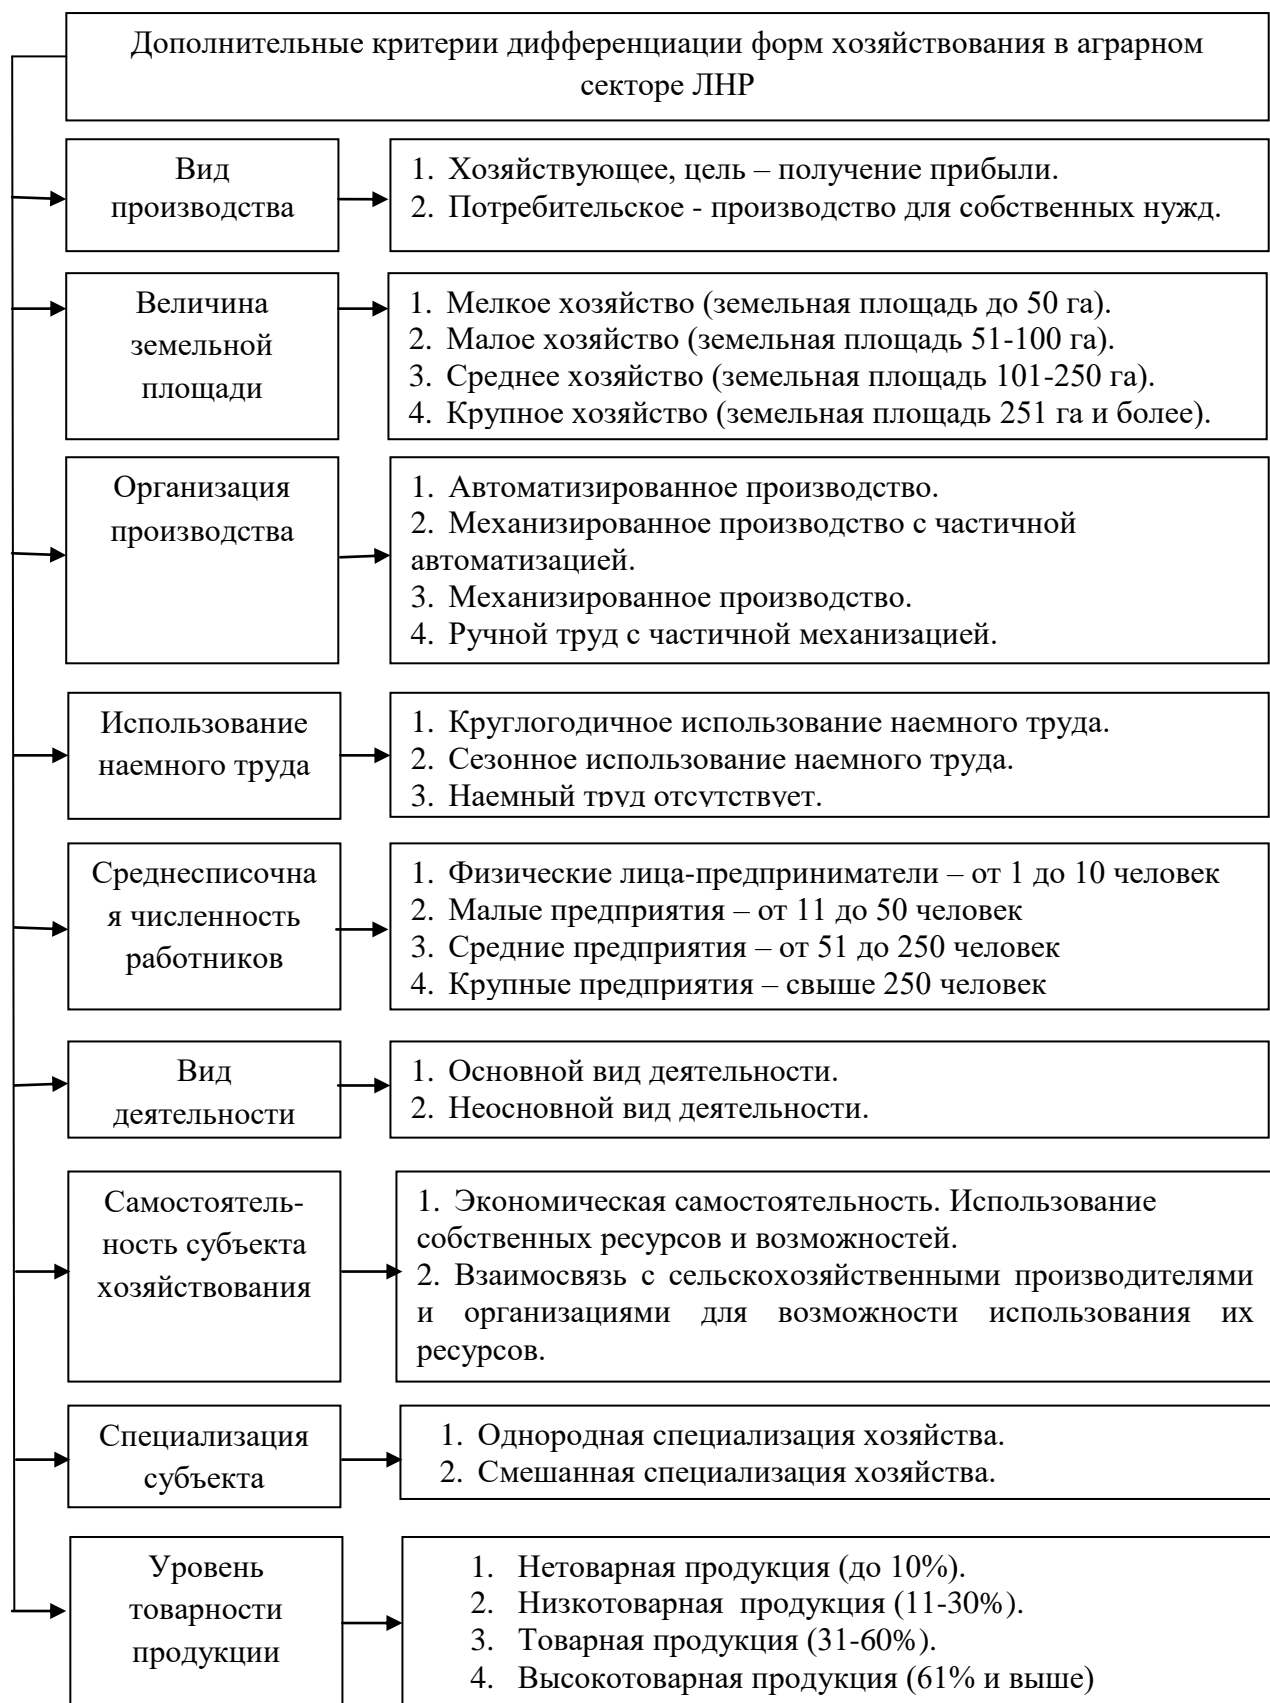 Дополнительные критерии дифференциации форм хозяйствования в аграрном
секторе ЛНР
Вид
производства
1. Хозяйствующее, цель – получение прибыли.
2. Потребительское - производство для собственных нужд.
Величина
земельной
площади
1. Мелкое хозяйство (земельная площадь до 50 га).
2. Малое хозяйство (земельная площадь 51-100 га).
3. Среднее хозяйство (земельная площадь 101-250 га).
4. Крупное хозяйство (земельная площадь 251 га и более).
Организация
производства
1. Автоматизированное производство.
2. Механизированное производство с частичной
автоматизацией.
3. Механизированное производство.
4. Ручной труд с частичной механизацией.
Использование
наемного труда
1. Круглогодичное использование наемного труда.
2. Сезонное использование наемного труда.
3. Наемный труд отсутствует.
Среднесписочна
я численность
работников
1. Физические лица-предприниматели – от 1 до 10 человек
2. Малые предприятия – от 11 до 50 человек
3. Средние предприятия – от 51 до 250 человек
4. Крупные предприятия – свыше 250 человек
Вид
деятельности
1. Основной вид деятельности.
2. Неосновной вид деятельности.
Самостоятель-
ность субъекта
хозяйствования
1. Экономическая самостоятельность. Использование
собственных ресурсов и возможностей.
2. Взаимосвязь с сельскохозяйственными производителями
и организациями для возможности использования их
ресурсов.
Специализация
субъекта
1. Однородная специализация хозяйства.
2. Смешанная специализация хозяйства.
Уровень
товарности
продукции
1. Нетоварная продукция (до 10%).
2. Низкотоварная продукция (11-30%).
3. Товарная продукция (31-60%).
4. Высокотоварная продукция (61% и выше)